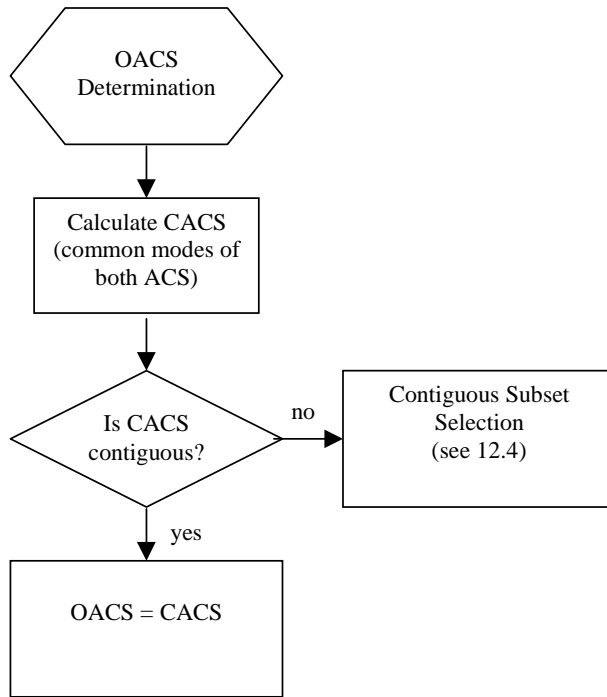 OACS
Determination
Calculate CACS
(common modes of
both ACS)
Is CACS
contiguous?
no
Contiguous Subset
Selection
(see 12.4)
yes
OACS = CACS